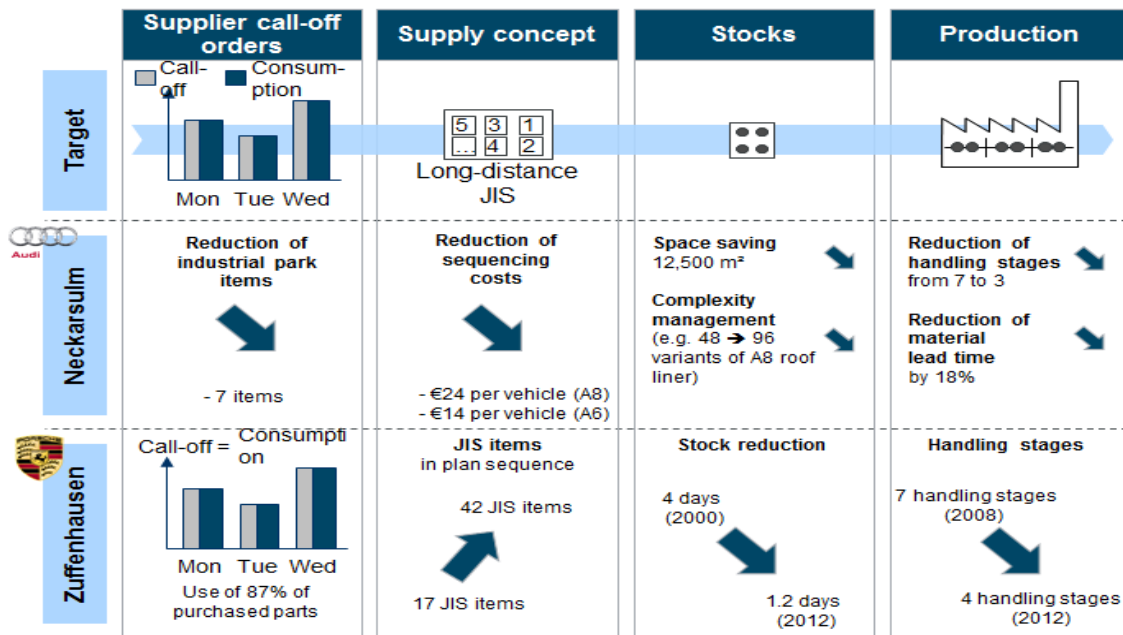 Supplier call-off
orders
Supply concept
Stocks
Production
Target
Call-
off
Consum-
ption
Mon Tue Wed
5 3 1
... 4 2
Long-distance
JIS
Audi
Neckarsulm
Reduction of
industrial park
items
- 7 items
Reduction of
sequencing
costs
- €24 per vehicle (A8)
- €14 per vehicle (A6)
Space saving
12,500 m²
Complexity
management
(e.g. 48 ➔ 96
variants of A8 roof
liner)
Reduction of
handling stages
from 7 to 3
Reduction of
material
lead time
by 18%
PORSCHE
Zuffenhausen
Call-off = Consumpti
on
Mon Tue Wed
Use of 87% of
purchased parts
JIS items
in plan sequence
42 JIS items
17 JIS items
Stock reduction
4 days
(2000)
1.2 days
(2012)
Handling stages
7 handling stages
(2008)
4 handling stages
(2012)